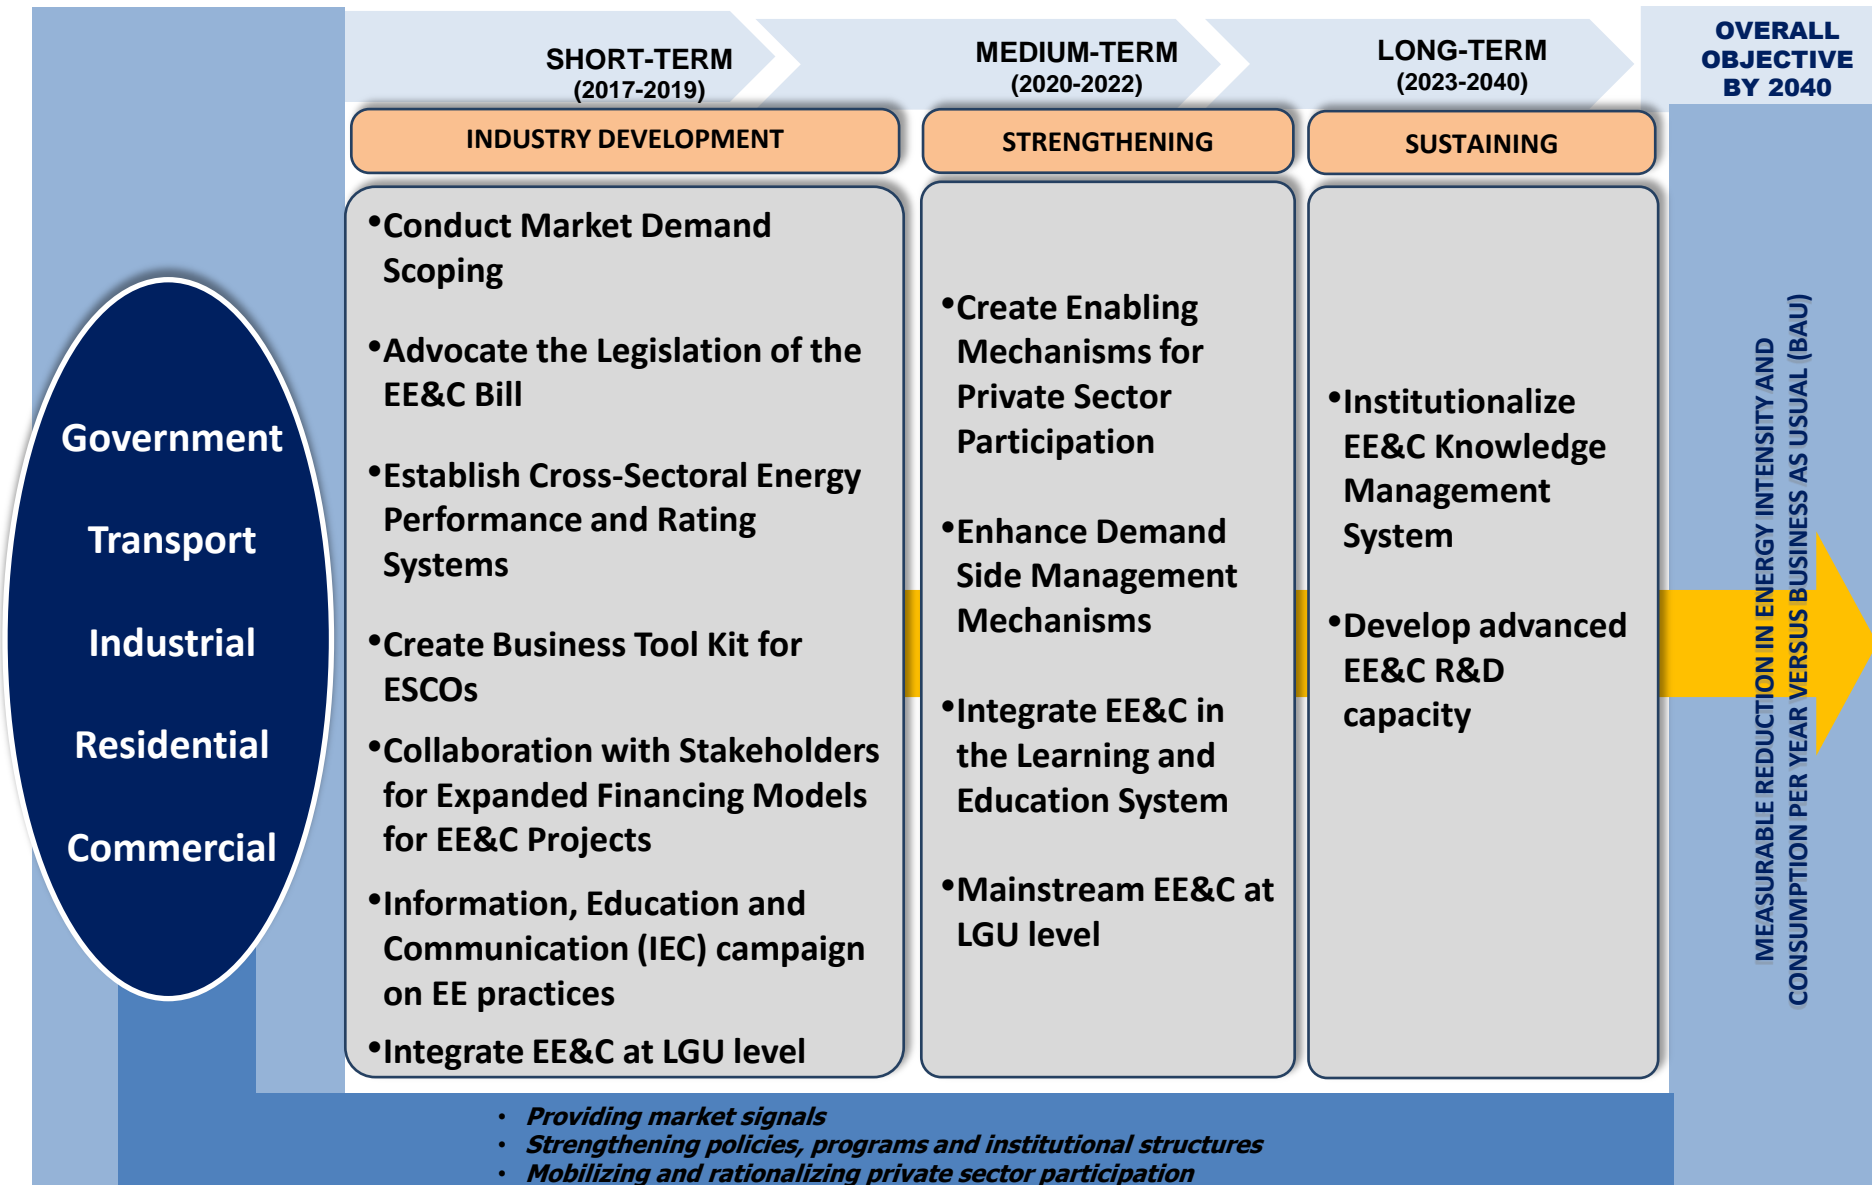 SHORT-TERM
(2017-2019)
MEDIUM-TERM
(2020-2022)
LONG-TERM
(2023-2040)
OVERALL
OBJECTIVE
BY 2040
INDUSTRY DEVELOPMENT
STRENGTHENING
SUSTAINING
Government
Transport
Industrial
Residential
Commercial
•Conduct Market Demand
Scoping
•Advocate the Legislation of the
EE&C Bill
•Establish Cross-Sectoral Energy
Performance and Rating
Systems
•Create Business Tool Kit for
ESCOs
•Collaboration with Stakeholders
for Expanded Financing Models
for EE&C Projects
•Information, Education and
Communication (IEC) campaign
on EE practices
•Integrate EE&C at LGU level
•Create Enabling
Mechanisms for
Private Sector
Participation
•Enhance Demand
Side Management
Mechanisms
•Integrate EE&C in
the Learning and
Education System
•Mainstream EE&C at
LGU level
•Institutionalize
EE&C Knowledge
Management
System
•Develop advanced
EE&C R&D
capacity
MEASURABLE REDUCTION IN ENERGY INTENSITY AND
CONSUMPTION PER YEAR VERSUS BUSINESS AS USUAL (BAU)
• Providing market signals
• Strengthening policies, programs and institutional structures
• Mobilizing and rationalizing private sector participation